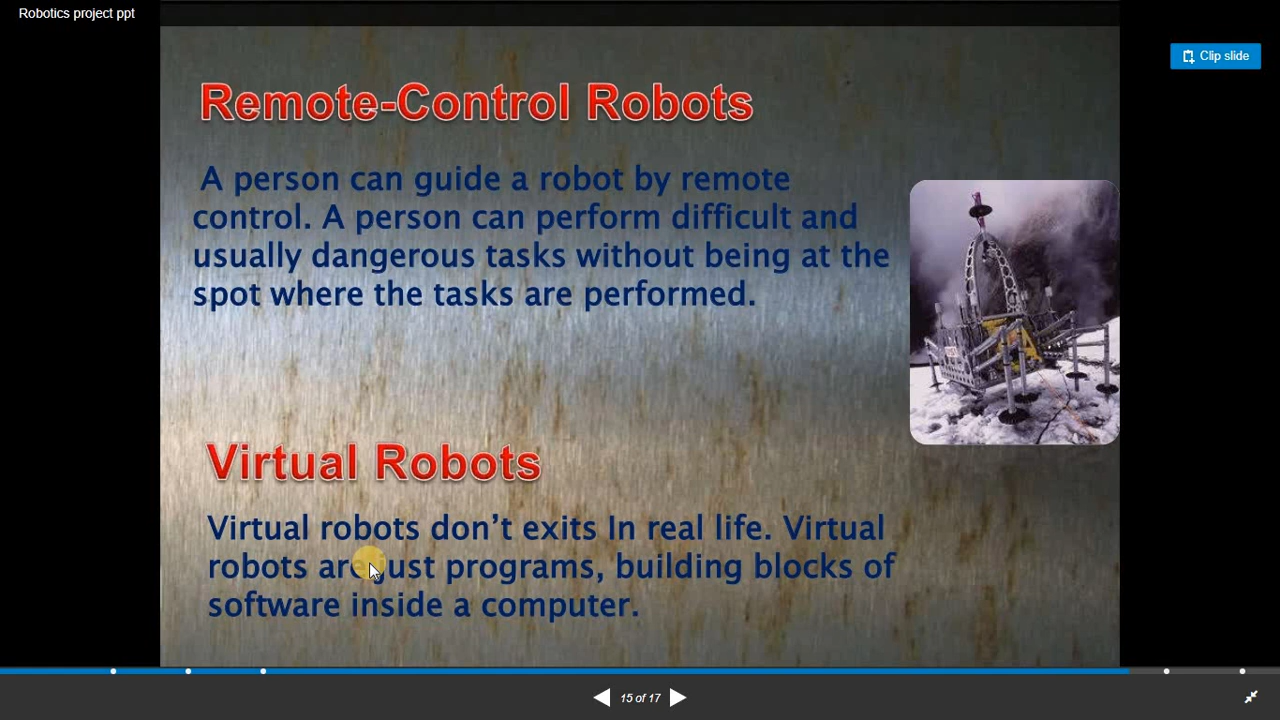 Robotics project ppt
Clip slide
Remote-Control Robots
A person can guide a robot by remote
control. A person can perform difficult and
usually dangerous tasks without being at the
spot where the tasks are performed.
Virtual Robots
Virtual robots don’t exits In real life. Virtual
robots are just programs, building blocks of
software inside a computer.
15 of 17